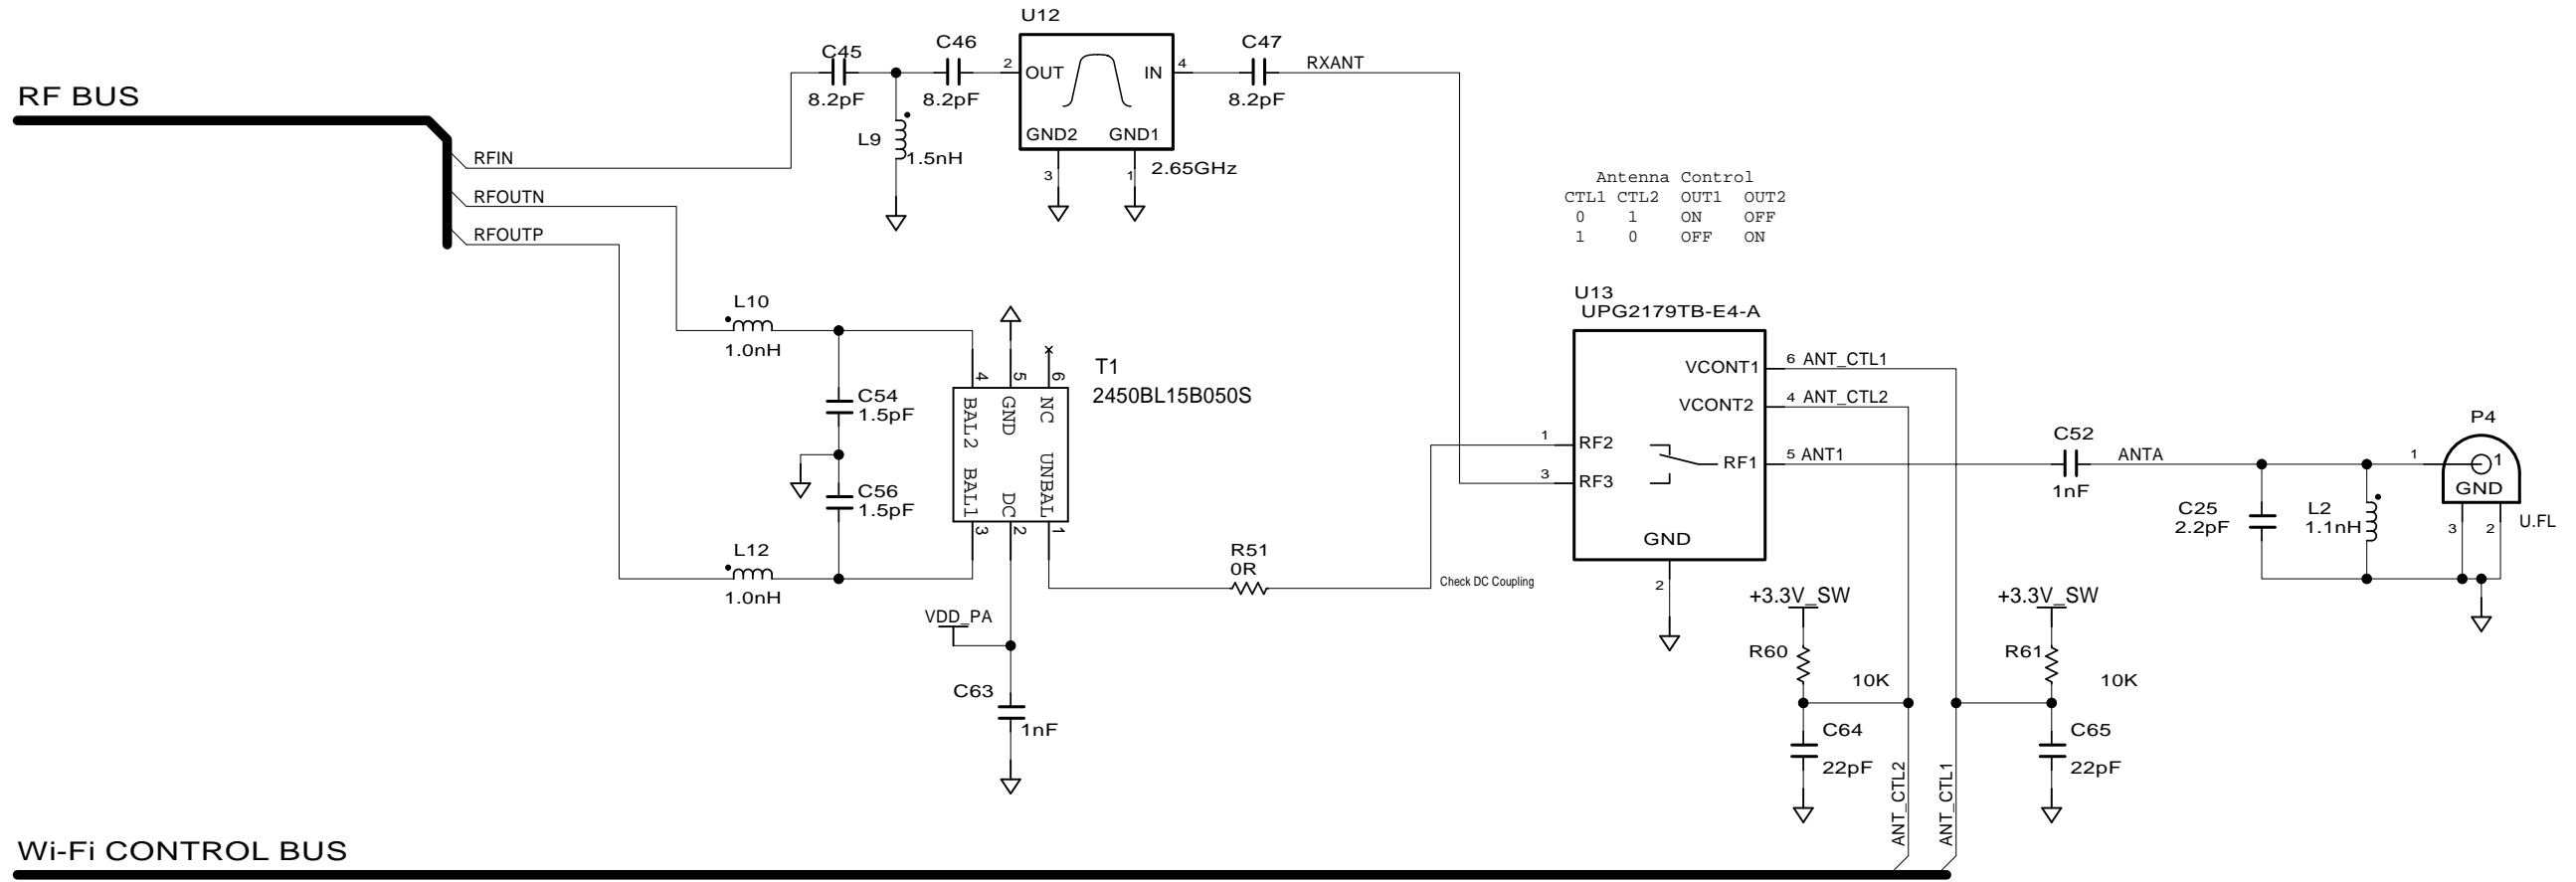 RF BUS
RFIN
RFOUTN
RFOUTP
C45
8.2pF
C46
8.2pF
L9
1.5nH
U12
2 OUT IN 4
GND2 GND1
3 1
2.65GHz
C47
8.2pF
RXANT
Antenna Control
CTL1 CTL2 OUT1 OUT2
0 1 ON OFF
1 0 OFF ON
L10
1.0nH
C54
1.5pF
C56
1.5pF
L12
1.0nH
T1
2450BL15B050S
4 5 6
BAL2 GND NC
BAL1 DC UNBAL
3 2 1
VDD_PA
C63
1nF
R51
0R
Check DC Coupling
U13
UPG2179TB-E4-A
VCONT1 6 ANT_CTL1
VCONT2 4 ANT_CTL2
1 RF2
RF1 5 ANT1
3 RF3
GND
2
C52
1nF
ANTA
C25
2.2pF
L2
1.1nH
P4
1 1
GND
3 2
U.FL
+3.3V_SW
R60
10K
C64
22pF
+3.3V_SW
R61
10K
C65
22pF
ANT_CTL2
ANT_CTL1
Wi-Fi CONTROL BUS